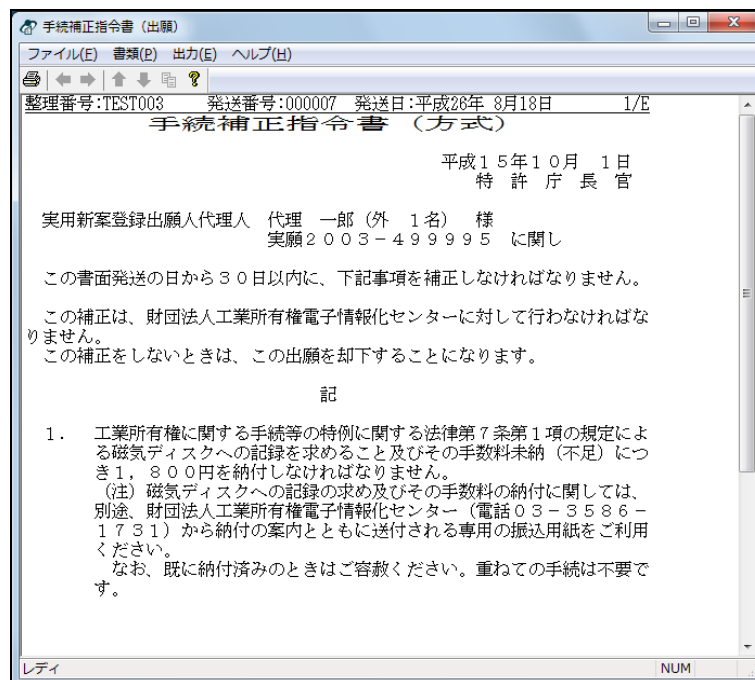 手続補正指令書（出願）
ファイル(F) 書類(P) 出力(E) ヘルプ(H)
整理番号:TEST003 発送番号:000007 発送日:平成26年 8月18日 1/E
手続補正指令書（方式）
平成１５年１０月 １日
特 許 庁 長 官
実用新案登録出願人代理人 代理 一郎（外 １名） 様
実願２００３－４９９９９５ に関し
この書面発送の日から３０日以内に、下記事項を補正しなければなりません。
この補正は、財団法人工業所有権電子情報化センターに対して行わなければな
りません。
この補正をしないときは、この出願を却下することになります。
記
１． 工業所有権に関する手続等の特例に関する法律第７条第１項の規定によ
る磁気ディスクへの記録を求めること及びその手数料未納（不足）につ
き１，８００円を納付しなければなりません。
（注）磁気ディスクへの記録の求め及びその手数料の納付に関しては、
別途、財団法人工業所有権電子情報化センター（電話０３－３５８６－
１７３１）から納付の案内とともに送付される専用の振込用紙をご利用
ください。
なお、既に納付済みのときはご容赦ください。重ねての手続は不要で
す。
レディ NUM